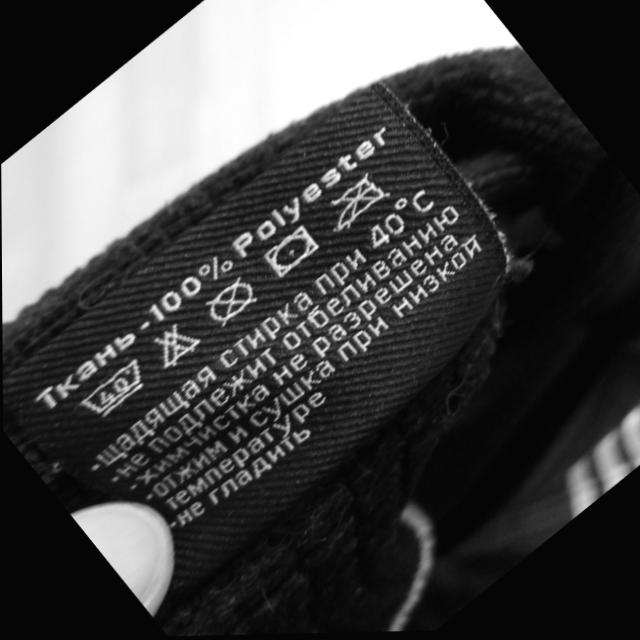 Ткань-100% Polyester
40
-щадящая стирка при 40°C
-не подлежит отбеливанию
-химчистка не разрешена
-отжим и сушка при низкой
температуре
-не гладить